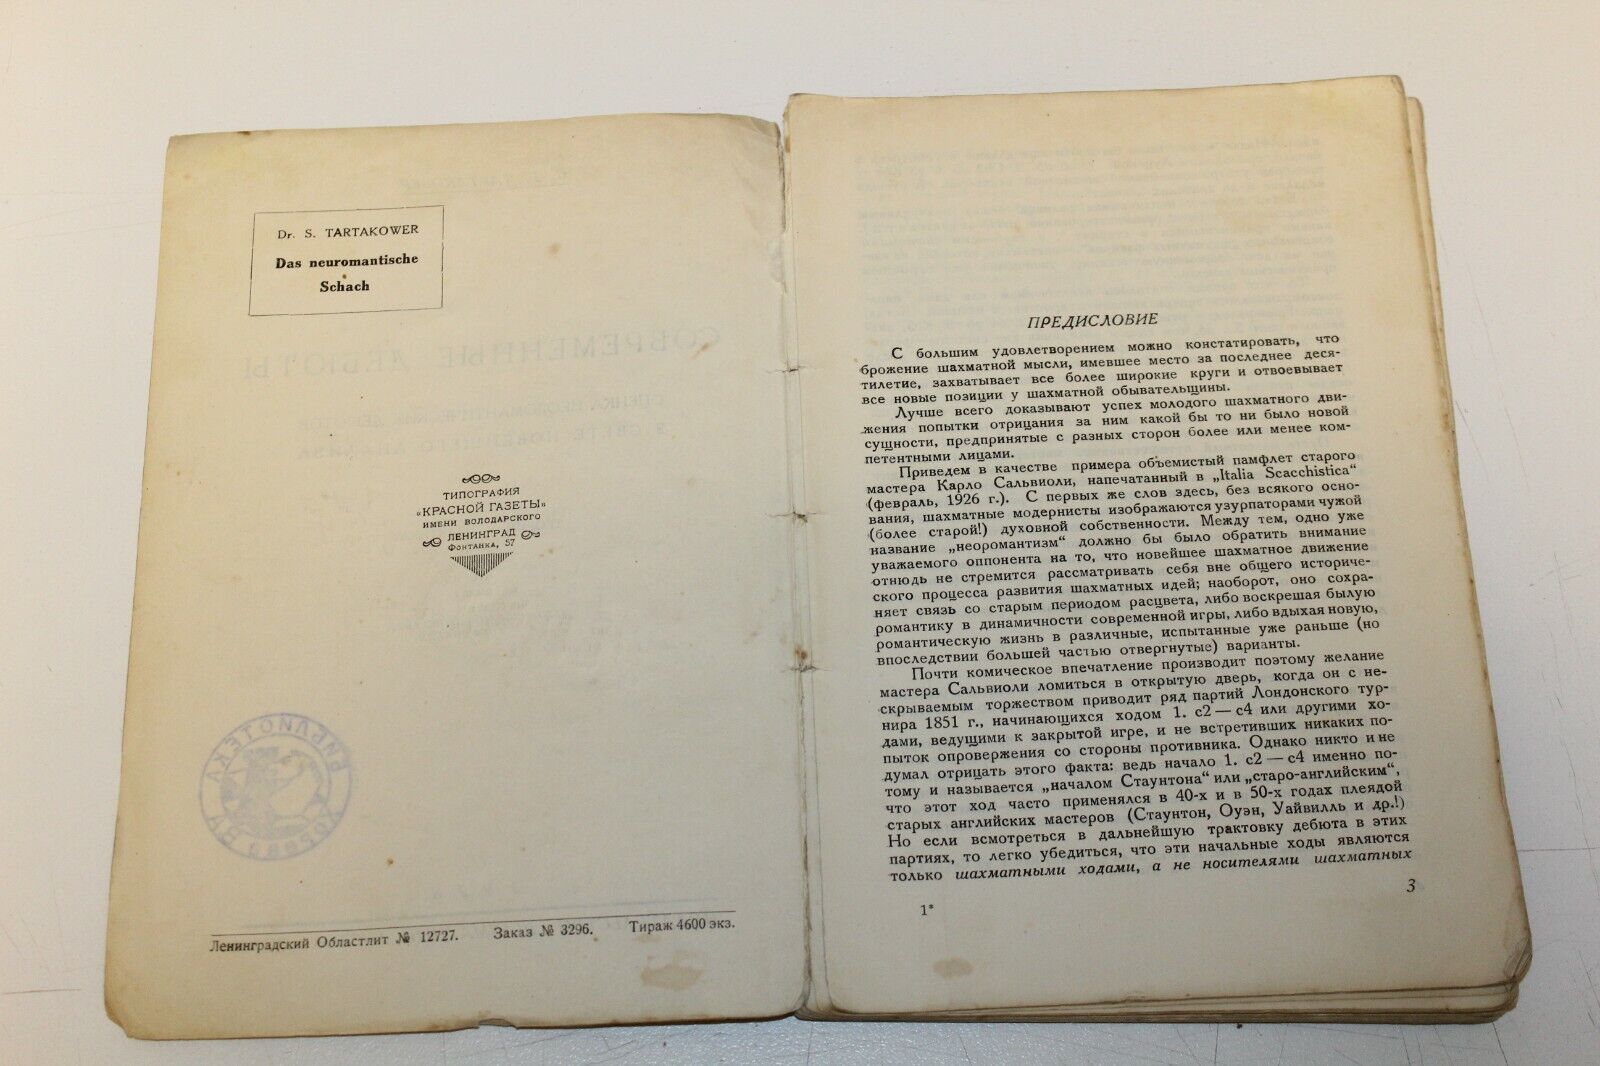 Dr. S. TARTAKOWER
Das neuromantische
Schach
ТИПОГРАФИЯ
«КРАСНОЙ ГАЗЕТЫ»
ИМЕНИ ВОЛОДАРСКОГО
ЛЕНИНГРАД
ФОНТАНКА, 57
БИБЛИОТЕКА
Ленинградский Областлит № 12727. Заказ № 3296. Тираж 4600 экз.
ПРЕДИСЛОВИЕ
С большим удовлетворением можно констатировать, что
брожение шахматной мысли, имевшее место за последнее деся-
тилетие, захватывает все более широкие круги и отвоевывает
все новые позиции у шахматной обывательщины.
Лучше всего доказывают успех молодого шахматного дви-
жения попытки отрицания за ним какой бы то ни было новой
сущности, предпринятые с разных сторон более или менее ком-
петентными лицами.
Приведем в качестве примера объемистый памфлет старого
мастера Карло Сальвиоли, напечатанный в „Italia Scacchistica“
(февраль, 1926 г.). С первых же слов здесь, без всякого осно-
вания, шахматные модернисты изображаются узурпаторами чужой
(более старой!) духовной собственности. Между тем, одно уже
название „неоромантизм“ должно бы было обратить внимание
уважаемого оппонента на то, что новейшее шахматное движение
отнюдь не стремится рассматривать себя вне общего историче-
ского процесса развития шахматных идей; наоборот, оно сохра-
няет связь со старым периодом расцвета, либо воскрешая былую
романтику в динамичности современной игры, либо вдыхая новую,
романтическую жизнь в различные, испытанные уже раньше (но
впоследствии большей частью отвергнутые) варианты.
Почти комическое впечатление производит поэтому желание
мастера Сальвиоли ломиться в открытую дверь, когда он с не-
скрываемым торжеством приводит ряд партий Лондонского тур-
нира 1851 г., начинающихся ходом 1. c2 — c4 или другими хо-
дами, ведущими к закрытой игре, и не встретивших никаких по-
пыток опровержения со стороны противника. Однако никто и не
думал отрицать этого факта: ведь начало 1. c2 — c4 именно по-
тому и называется „началом Стаунтона“ или „старо-английским“,
что этот ход часто применялся в 40-х и в 50-х годах плеядой
старых английских мастеров (Стаунтон, Оуэн, Уайвилль и др.!)
Но если всмотреться в дальнейшую трактовку дебюта в этих
партиях, то легко убедиться, что эти начальные ходы являются
только шахматными ходами, а не носителями шахматных
1*
3